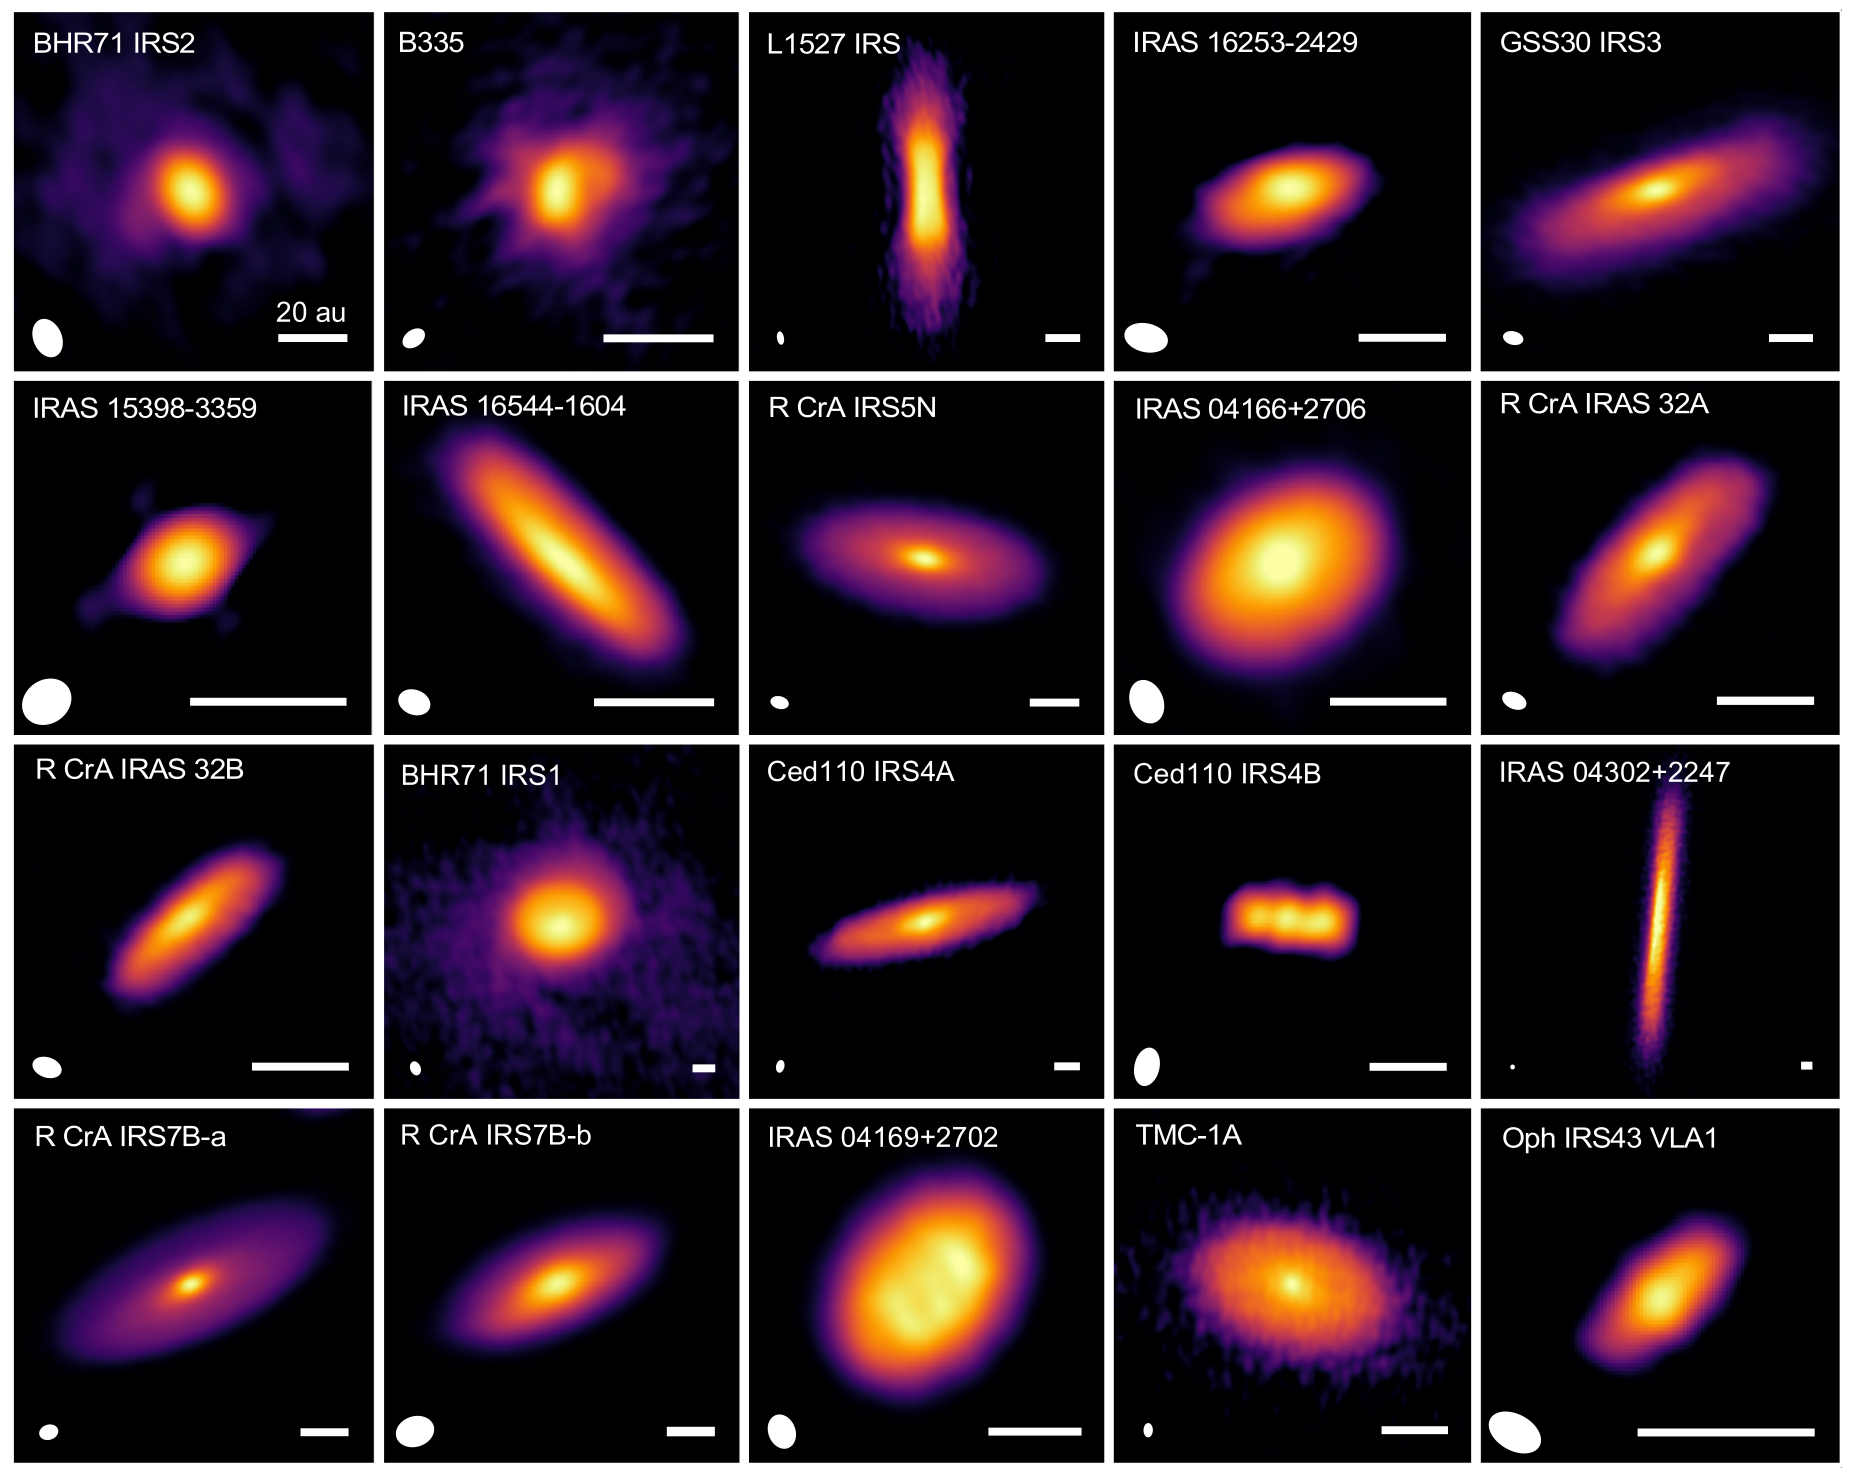 BHR71 IRS2
B335
L1527 IRS
IRAS 16253-2429
GSS30 IRS3
20 au
IRAS 15398-3359
IRAS 16544-1604
R CrA IRS5N
IRAS 04166+2706
R CrA IRAS 32A
R CrA IRAS 32B
BHR71 IRS1
Ced110 IRS4A
Ced110 IRS4B
IRAS 04302+2247
R CrA IRS7B-a
R CrA IRS7B-b
IRAS 04169+2702
TMC-1A
Oph IRS43 VLA1